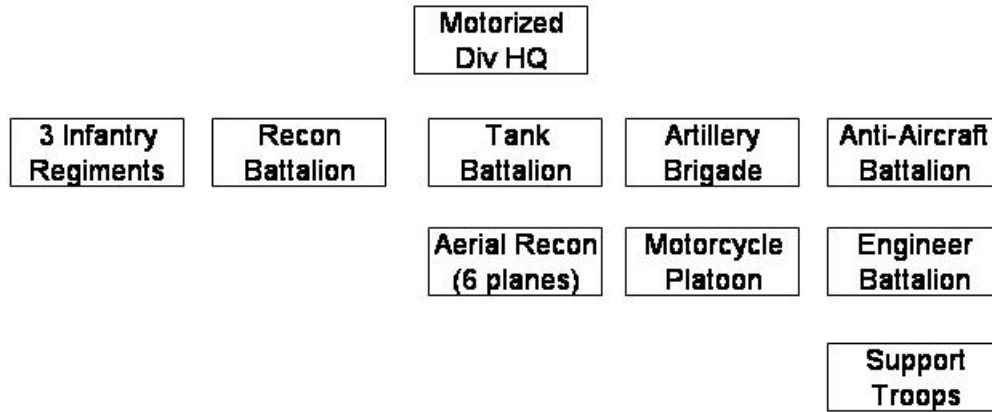 Motorized
Div HQ
3 Infantry
Regiments
Recon
Battalion
Tank
Battalion
Artillery
Brigade
Anti-Aircraft
Battalion
Aerial Recon
(6 planes)
Motorcycle
Platoon
Engineer
Battalion
Support
Troops